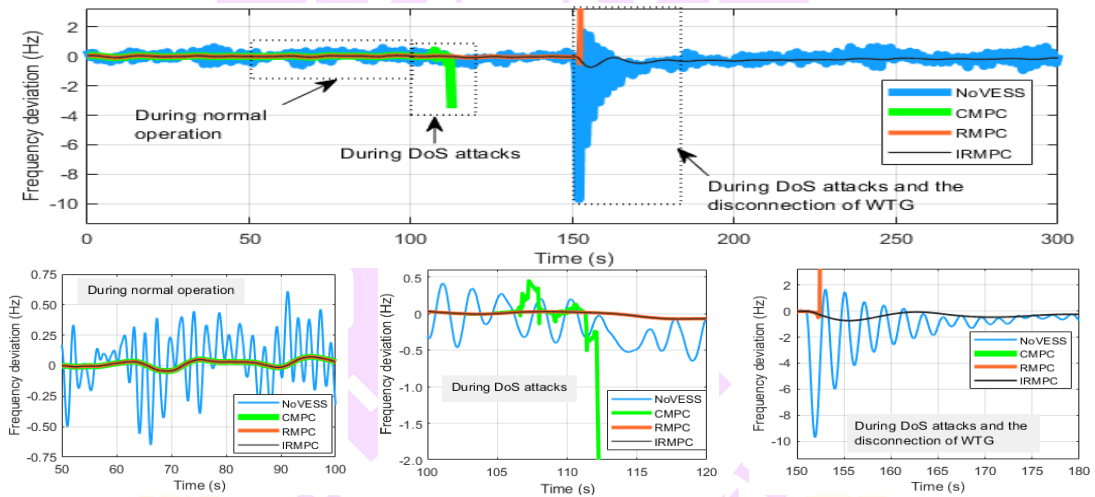 Frequency deviation (Hz)
2
0
-2
-4
-6
-8
-10
During normal
operation
During DoS attacks
During DoS attacks and the
disconnection of WTG
NoVESS
CMPC
RMPC
IRMPC
0
50
100
150
200
250
300
Time (s)
Frequency deviation (Hz)
0.75
0.50
0.25
0
-0.25
-0.50
-0.75
During normal operation
NoVESS
CMPC
RMPC
IRMPC
50
60
70
80
90
100
Time (s)
Frequency deviation (Hz)
0.5
0
-0.5
-1.0
-1.5
-2.0
During DoS attacks
NoVESS
CMPC
RMPC
IRMPC
100
105
110
115
120
Time (s)
Frequency deviation (Hz)
2
0
-2
-4
-6
-8
-10
NoVESS
CMPC
RMPC
IRMPC
During DoS attacks and the
disconnection of WTG
150
155
160
165
170
175
180
Time (s)